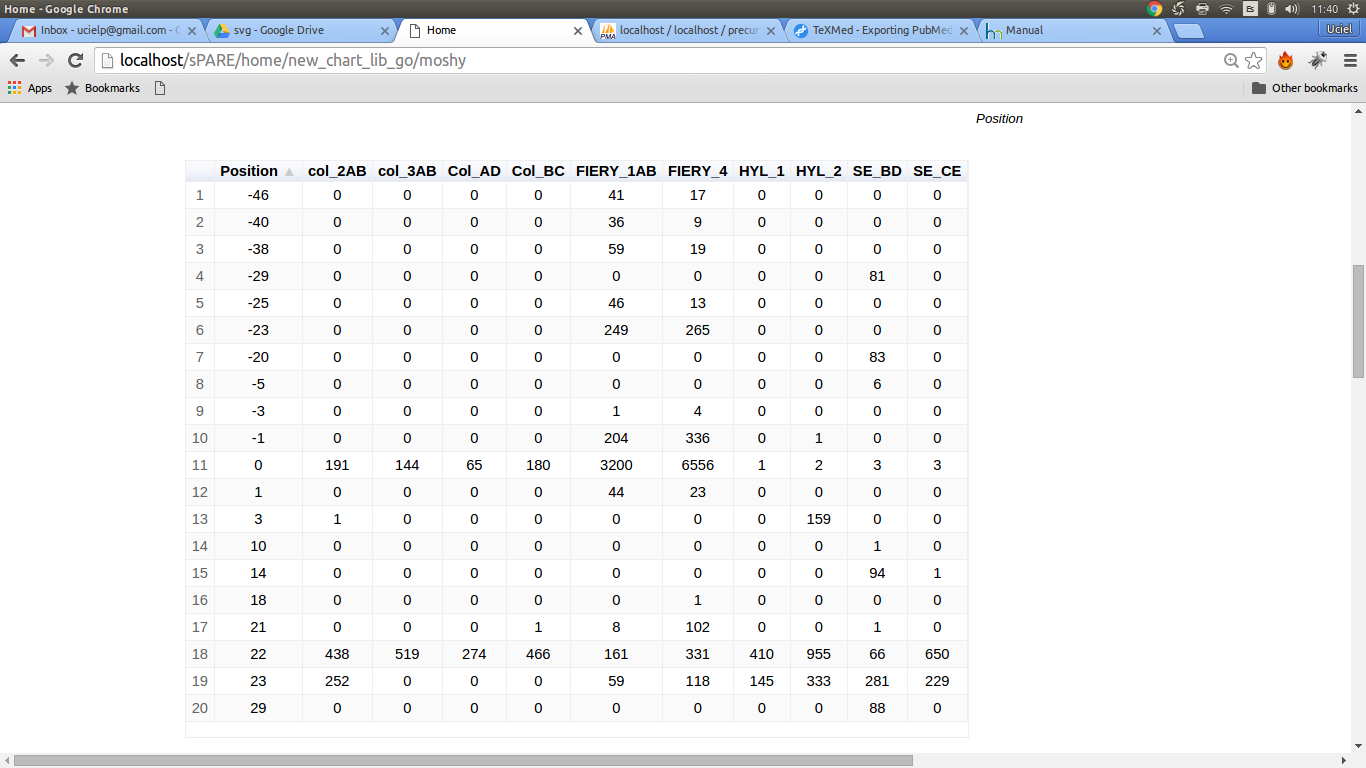 Home - Google Chrome
Es
11:40
Uciel
Inbox - ucielp@gmail.com - C
svg - Google Drive
Home
PMA
localhost / localhost / precur
TeXMed - Exporting PubMed
Manual
localhost/sPARE/home/new_chart_lib_go/moshy
Apps Bookmarks Other bookmarks
Position
Position col_2AB col_3AB Col_AD Col_BC FIERY_1AB FIERY_4 HYL_1 HYL_2 SE_BD SE_CE
1 -46 0 0 0 0 41 17 0 0 0 0
2 -40 0 0 0 0 36 9 0 0 0 0
3 -38 0 0 0 0 59 19 0 0 0 0
4 -29 0 0 0 0 0 0 0 0 81 0
5 -25 0 0 0 0 46 13 0 0 0 0
6 -23 0 0 0 0 249 265 0 0 0 0
7 -20 0 0 0 0 0 0 0 0 83 0
8 -5 0 0 0 0 0 0 0 0 6 0
9 -3 0 0 0 0 1 4 0 0 0 0
10 -1 0 0 0 0 204 336 0 1 0 0
11 0 191 144 65 180 3200 6556 1 2 3 3
12 1 0 0 0 0 44 23 0 0 0 0
13 3 1 0 0 0 0 0 0 159 0 0
14 10 0 0 0 0 0 0 0 0 1 0
15 14 0 0 0 0 0 0 0 0 94 1
16 18 0 0 0 0 0 1 0 0 0 0
17 21 0 0 0 1 8 102 0 0 1 0
18 22 438 519 274 466 161 331 410 955 66 650
19 23 252 0 0 0 59 118 145 333 281 229
20 29 0 0 0 0 0 0 0 0 88 0